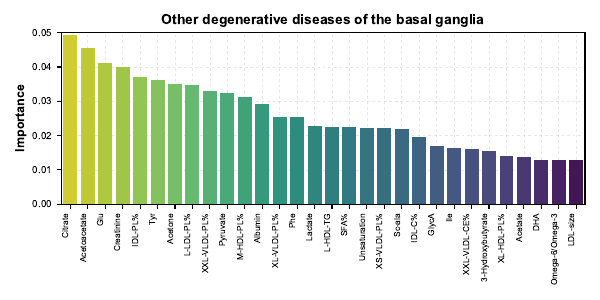 Other degenerative diseases of the basal ganglia
Importance
0.05
0.04
0.03
0.02
0.01
0.00
Citrate
Acetoacetate
Glu
Creatinine
IDL-PL%
Tyr
Acetone
L-LDL-PL%
XXL-VLDL-PL%
Pyruvate
M-HDL-PL%
Albumin
XL-VLDL-PL%
Phe
Lactate
L-HDL-TG
SFA%
Unsaturation
XS-VLDL-PL%
IDL-C%
GlycA
Ile
XXL-VLDL-CE%
3-Hydroxybutyrate
XL-HDL-PL%
Acetate
DHA
Omega-6/Omega-3
LDL-size